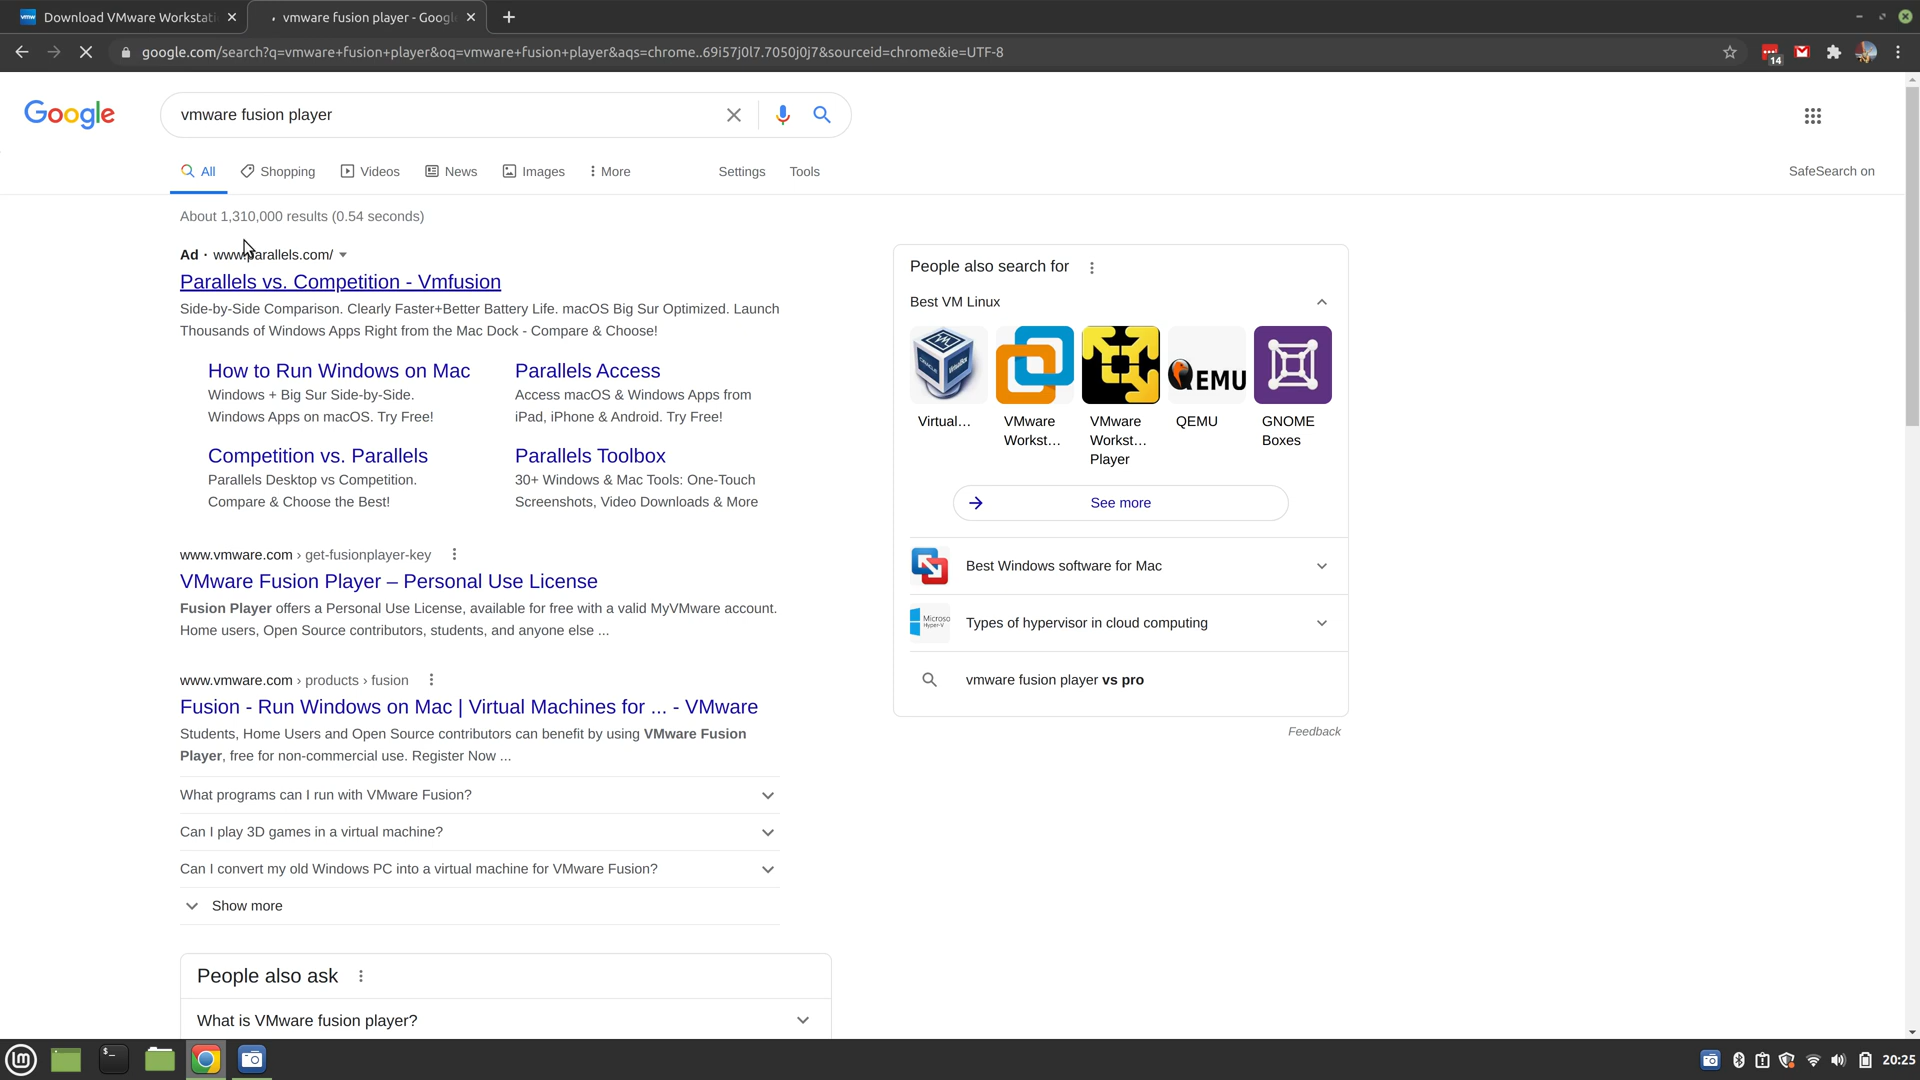 Download VMware Workstati
vmware fusion player - Goog
google.com/search?q=vmware+fusion+player&oq=vmware+fusion+player&aqs=chrome..69i57j0l7.7050j0j7&sourceid=chrome&ie=UTF-8
14
Google
vmware fusion player
All
Shopping
Videos
News
Images
More
Settings
Tools
SafeSearch on
About 1,310,000 results (0.54 seconds)
Ad · www.parallels.com/
Parallels vs. Competition - Vmfusion
Side-by-Side Comparison. Clearly Faster+Better Battery Life. macOS Big Sur Optimized. Launch
Thousands of Windows Apps Right from the Mac Dock - Compare & Choose!
How to Run Windows on Mac
Windows + Big Sur Side-by-Side.
Windows Apps on macOS. Try Free!
Parallels Access
Access macOS & Windows Apps from
iPad, iPhone & Android. Try Free!
Competition vs. Parallels
Parallels Desktop vs Competition.
Compare & Choose the Best!
Parallels Toolbox
30+ Windows & Mac Tools: One-Touch
Screenshots, Video Downloads & More
www.vmware.com › get-fusionplayer-key
VMware Fusion Player – Personal Use License
Fusion Player offers a Personal Use License, available for free with a valid MyVMware account.
Home users, Open Source contributors, students, and anyone else ...
www.vmware.com › products › fusion
Fusion - Run Windows on Mac | Virtual Machines for ... - VMware
Students, Home Users and Open Source contributors can benefit by using VMware Fusion
Player, free for non-commercial use. Register Now ...
What programs can I run with VMware Fusion?
Can I play 3D games in a virtual machine?
Can I convert my old Windows PC into a virtual machine for VMware Fusion?
Show more
People also ask
What is VMware fusion player?
People also search for
Best VM Linux
QEMU
Virtual...
VMware
Workst...
VMware
Workst...
Player
QEMU
GNOME
Boxes
See more
Best Windows software for Mac
Microso
Hyper-V
Types of hypervisor in cloud computing
vmware fusion player vs pro
Feedback
20:25